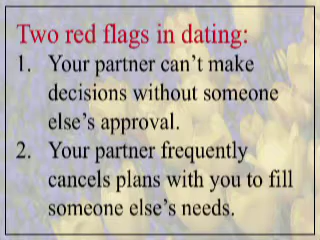 Two red flags in dating:
1. Your partner can't make
decisions without someone
else's approval.
2. Your partner frequently
cancels plans with you to fill
someone else's needs.